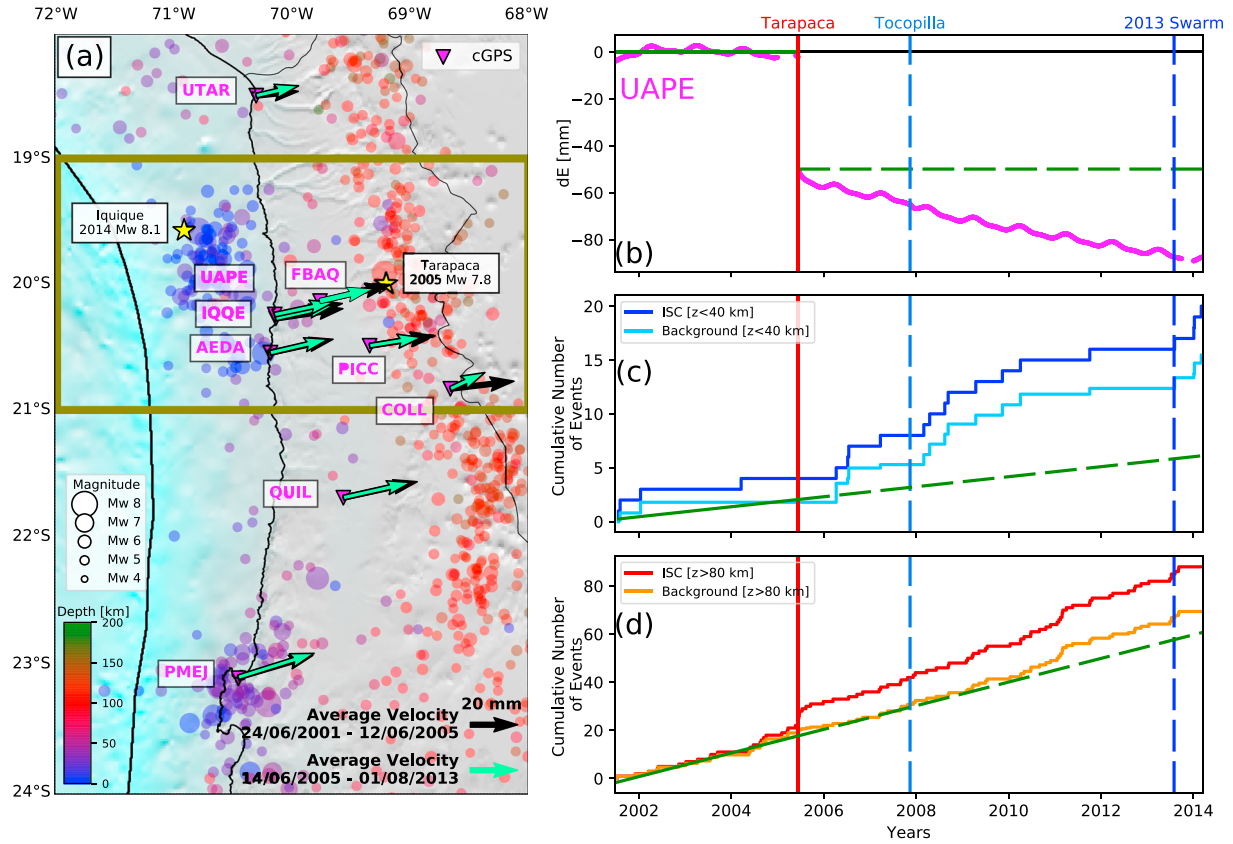 72°W
71°W
70°W
69°W
68°W
(a)
cGPS
UTAR
19°S
Iquique
2014 Mw 8.1
UAPE
FBAQ
Tarapaca
2005 Mw 7.8
20°S
IQQE
AEDA
PICC
COLL
21°S
Magnitude
Mw 8
Mw 7
Mw 6
Mw 5
Mw 4
QUIL
22°S
Depth [km]
200
150
100
50
0
23°S
PMEJ
20 mm
Average Velocity
24/06/2001 - 12/06/2005
Average Velocity
14/06/2005 - 01/08/2013
24°S
Tarapaca
Tocopilla
2013 Swarm
0
−20
−40
−60
−80
dE [mm]
UAPE
(b)
20
15
10
5
0
Cumulative Number
of Events
ISC [z<40 km]
Background [z<40 km]
(c)
80
60
40
20
0
Cumulative Number
of Events
ISC [z>80 km]
Background [z>80 km]
(d)
2002
2004
2006
2008
2010
2012
2014
Years